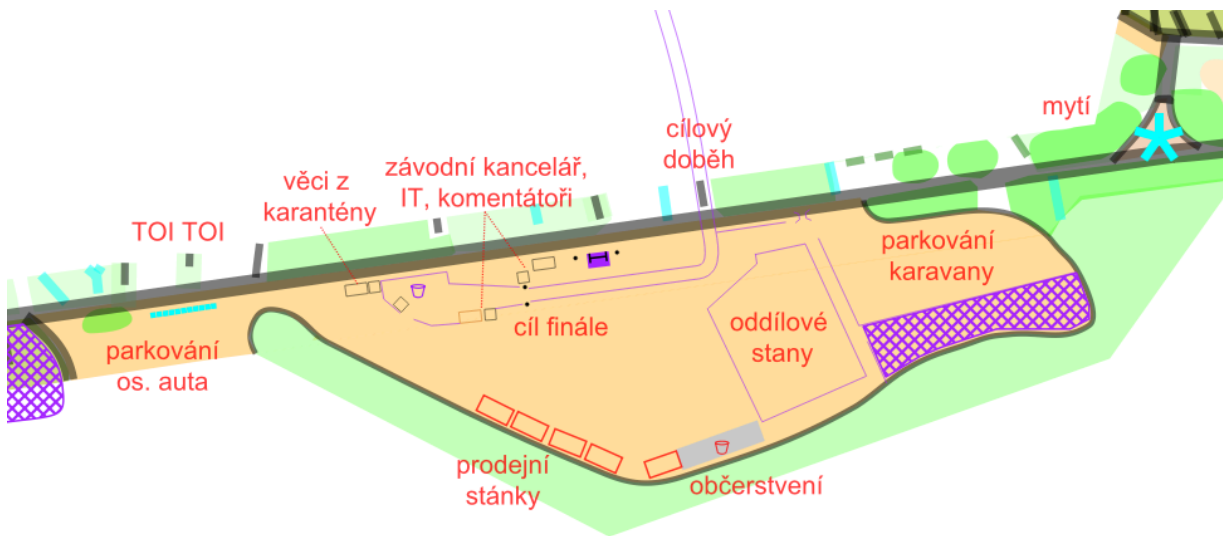 mytí
cílový
doběh
závodní kancelář,
IT, komentátoři
věci z
karantény
TOI TOI
parkování
karavany
cíl finále
oddílové
stany
parkování
os. auta
prodejní
stánky
občerstvení